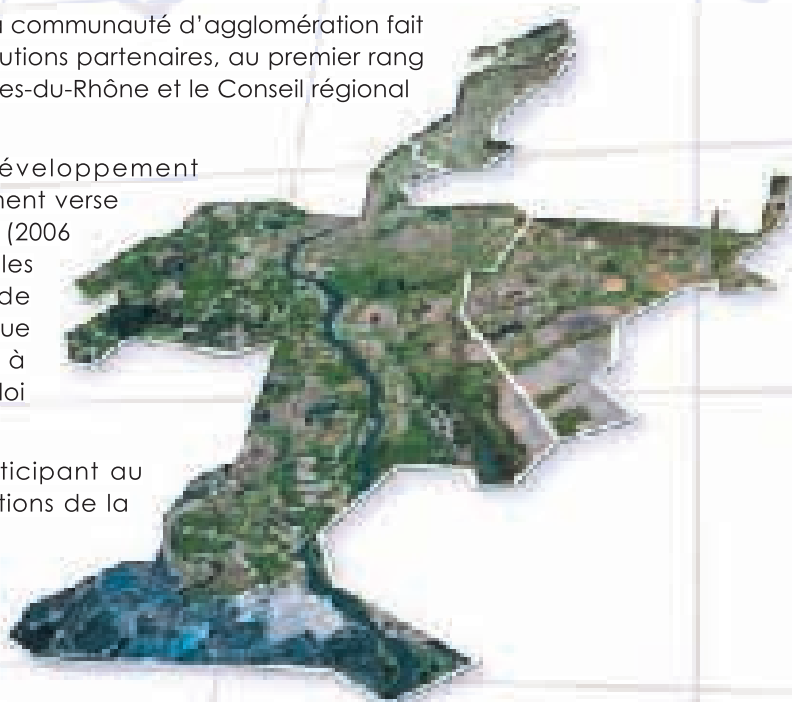 a communauté d'agglomération fait
utions partenaires, au premier rang
es-du-Rhône et le Conseil régional
éveloppement
ment verse
(2006
les
de
ue
à
loi
ticipant au
tions de la